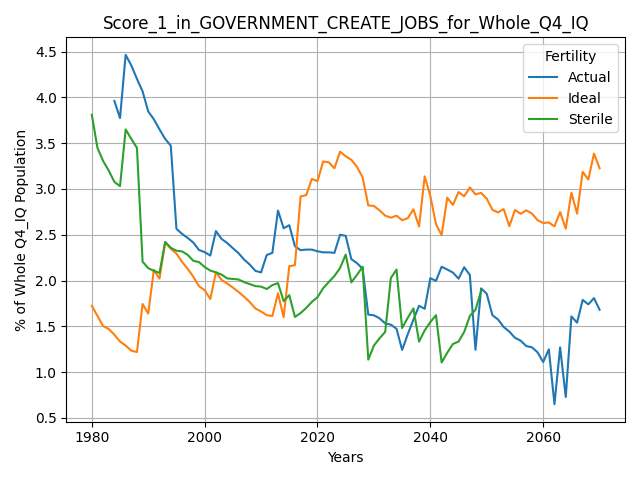 Score_1_in_GOVERNMENT_CREATE_JOBS_for_Whole_Q4_IQ
Fertility
Actual
Ideal
Sterile
% of Whole Q4_IQ Population
4.5
4.0
3.5
3.0
2.5
2.0
1.5
1.0
0.5
1980
2000
2020
2040
2060
Years